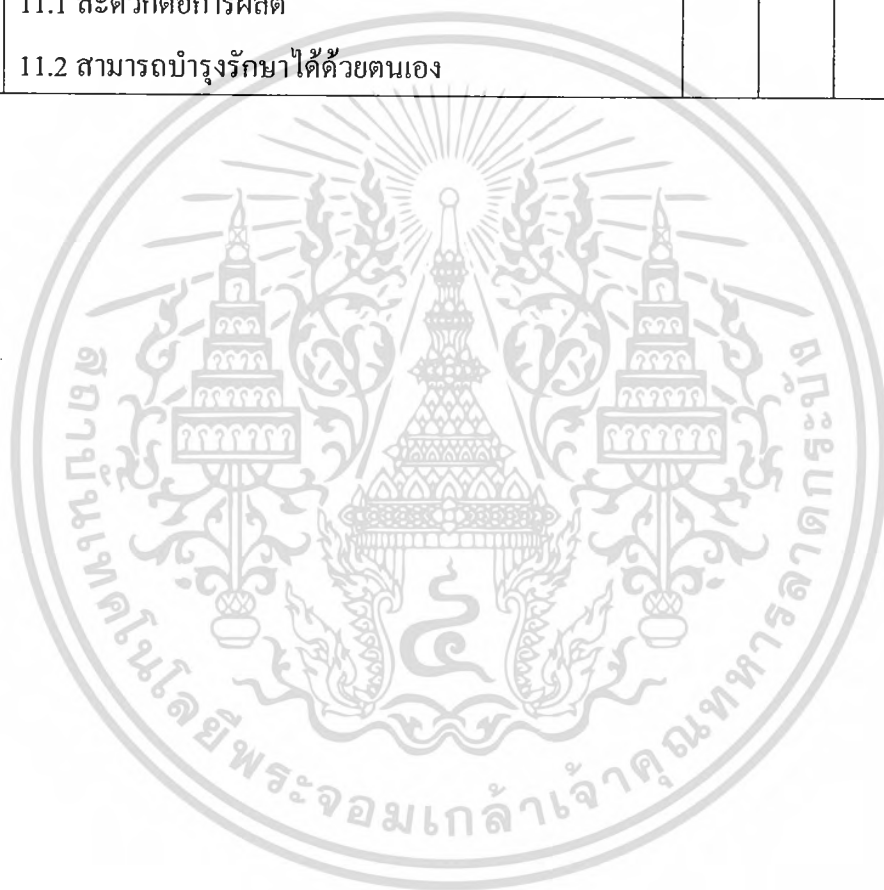 11.1 สะดวกต่อการผลิต
11.2 สามารถบำรุงรักษาได้ด้วยตนเอง
สถาบันเทคโนโลยีพระจอมเกล้าเจ้าคุณทหารลาดกระบัง
๔